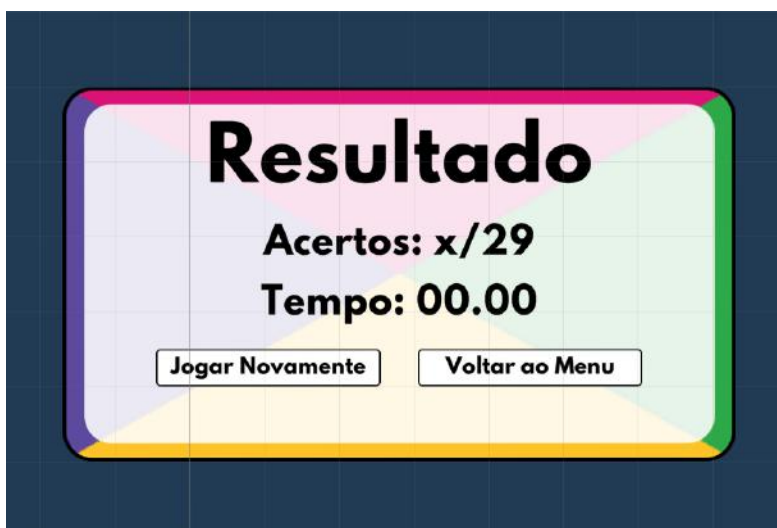 Resultado
Acertos: x/29
Tempo: 00.00
Jogar Novamente Voltar ao Menu